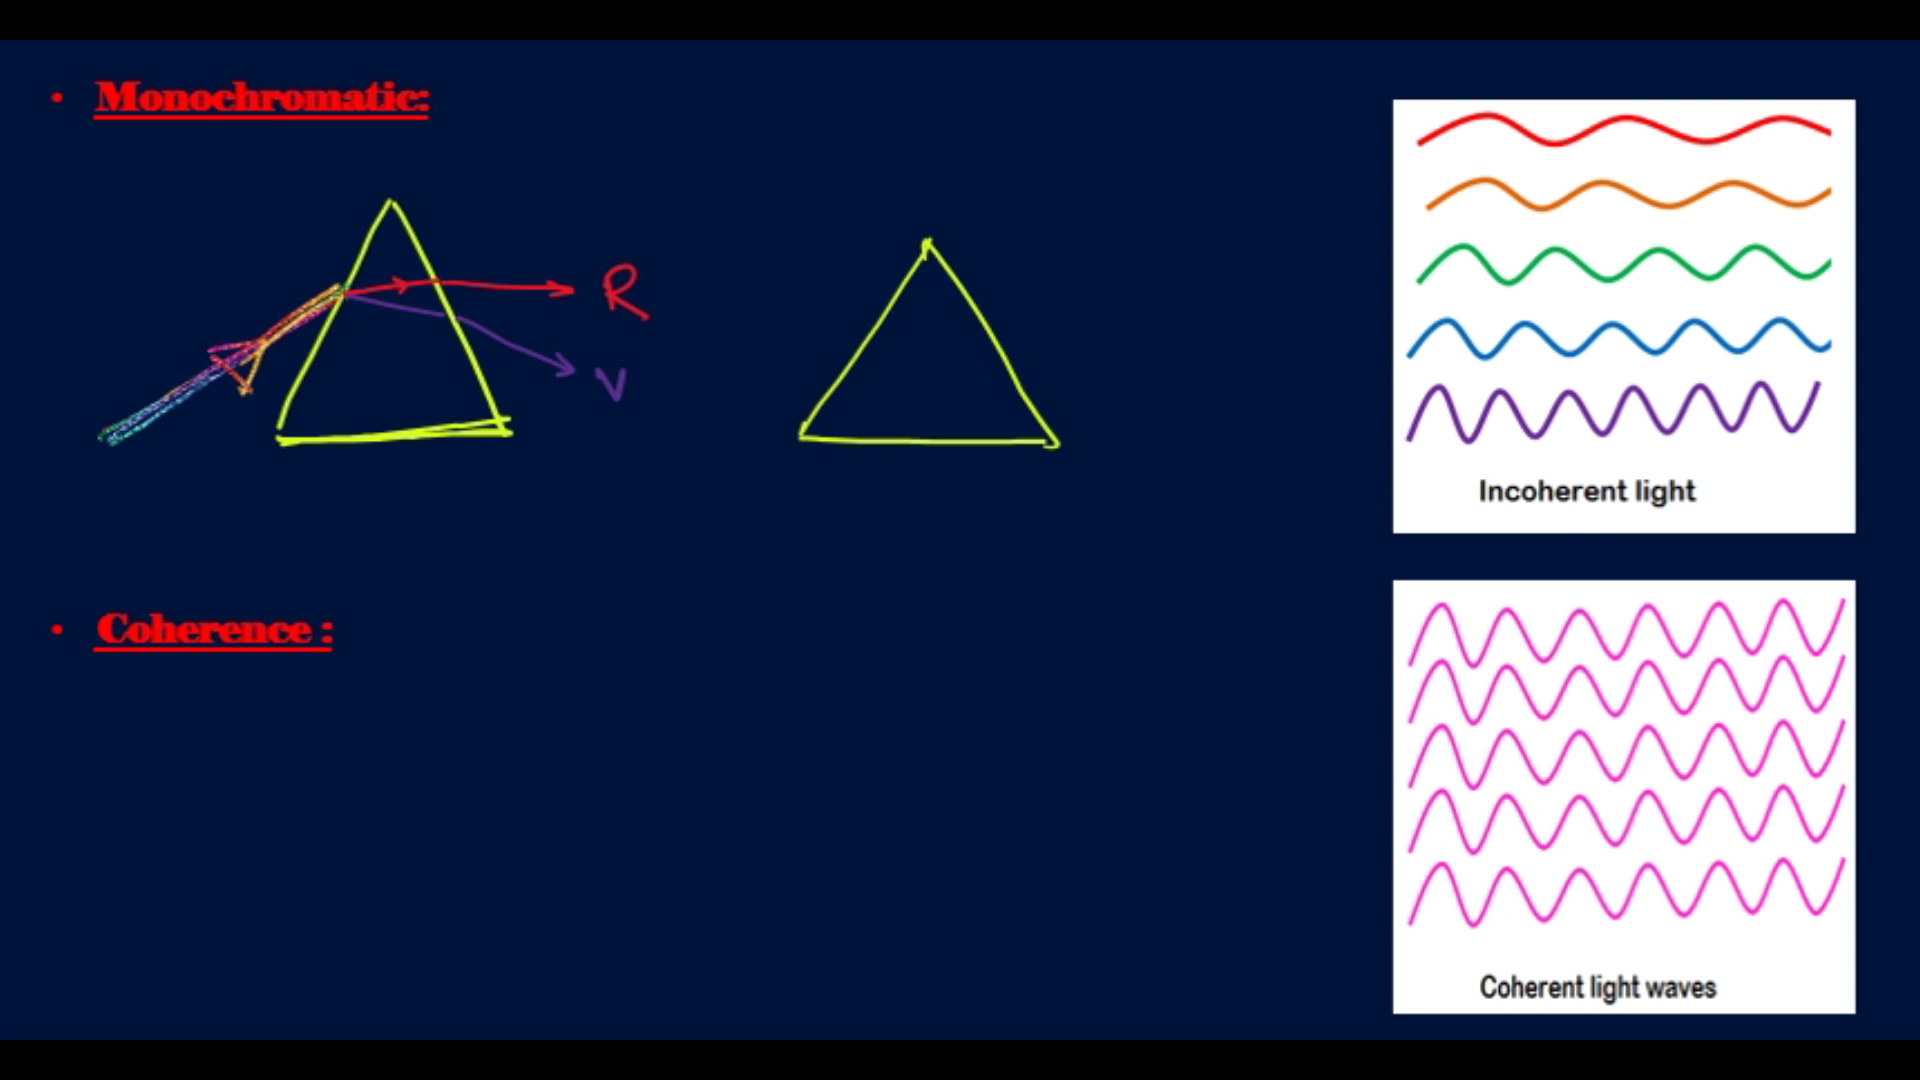 • Monochromatic:
R
V
Incoherent light
• Coherence :
Coherent light waves